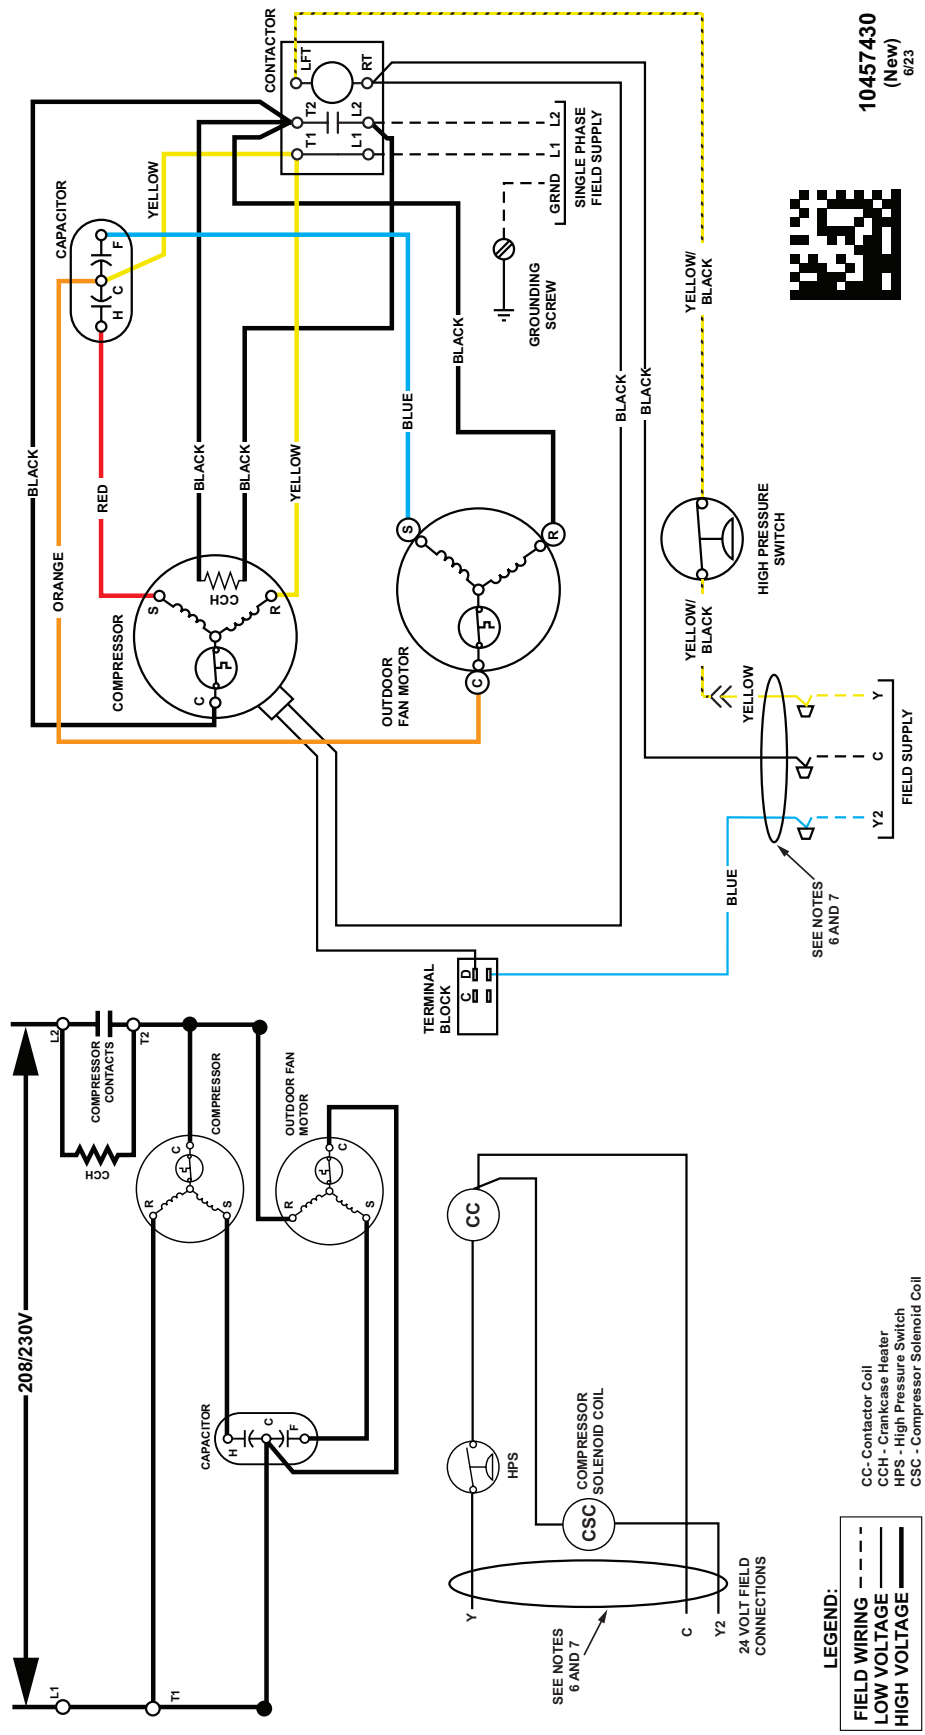 208/230V
L1
L2
T1
T2
COMPRESSOR
CONTACTS
CCH
COMPRESSOR
R
S
C
OUTDOOR FAN
MOTOR
R
S
C
CAPACITOR
H
C
F
CC
HPS
CSC
COMPRESSOR
SOLENOID COIL
Y
C
Y2
SEE NOTES
6 AND 7
24 VOLT FIELD
CONNECTIONS
LEGEND:
FIELD WIRING
LOW VOLTAGE
HIGH VOLTAGE
CC- Contactor Coil
CCH - Crankcase Heater
HPS - High Pressure Switch
CSC - Compressor Solenoid Coil
BLACK
ORANGE
RED
CAPACITOR
H
C
F
YELLOW
COMPRESSOR
C
S
R
CCH
BLACK
BLACK
YELLOW
CONTACTOR
LFT
RT
T2
L2
T1
L1
L2
L1
GRND
SINGLE PHASE
FIELD SUPPLY
GROUNDING
SCREW
BLUE
BLACK
OUTDOOR
FAN MOTOR
C
S
R
TERMINAL
BLOCK
C
D
BLACK
BLACK
YELLOW/
BLACK
HIGH PRESSURE
SWITCH
YELLOW/
BLACK
YELLOW
BLUE
SEE NOTES
6 AND 7
Y2
C
Y
FIELD SUPPLY
10457430
(New)
6/23